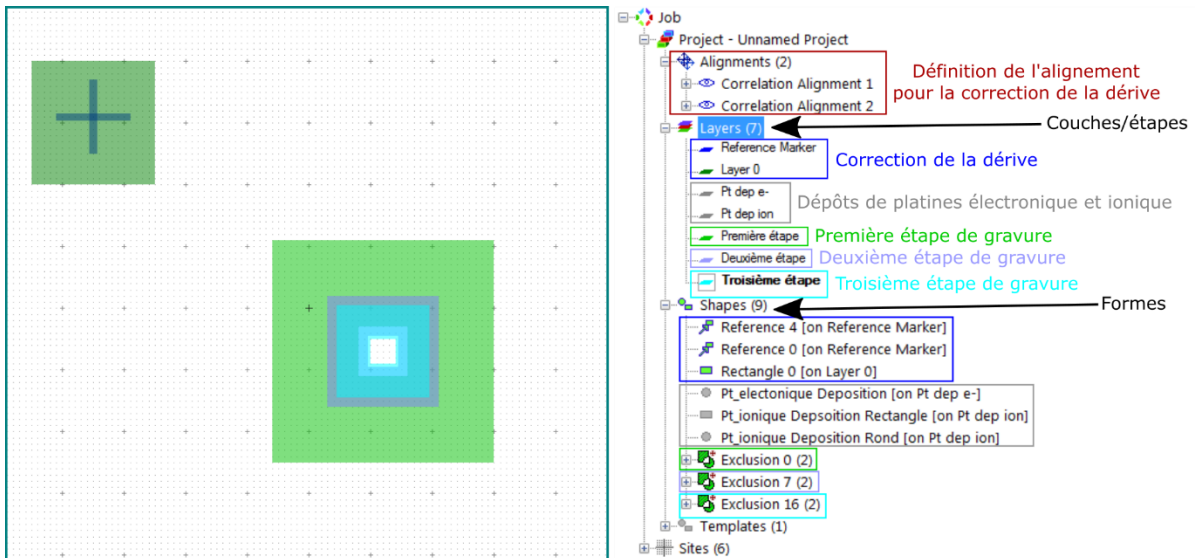 Job
Project - Unnamed Project
Alignments (2)
Correlation Alignment 1
Correlation Alignment 2
Définition de l'alignement
pour la correction de la dérive
Layers (7)
Couches/étapes
Reference Marker
Layer 0
Correction de la dérive
Pt dep e-
Pt dep ion
Dépôts de platines électronique et ionique
Première étape
Première étape de gravure
Deuxième étape
Deuxième étape de gravure
Troisième étape
Troisième étape de gravure
Shapes (9)
Formes
Reference 4 [on Reference Marker]
Reference 0 [on Reference Marker]
Rectangle 0 [on Layer 0]
Pt_electonique Deposition [on Pt dep e-]
Pt_ionique Depsoition Rectangle [on Pt dep ion]
Pt_ionique Deposition Rond [on Pt dep ion]
Exclusion 0 (2)
Exclusion 7 (2)
Exclusion 16 (2)
Templates (1)
Sites (6)